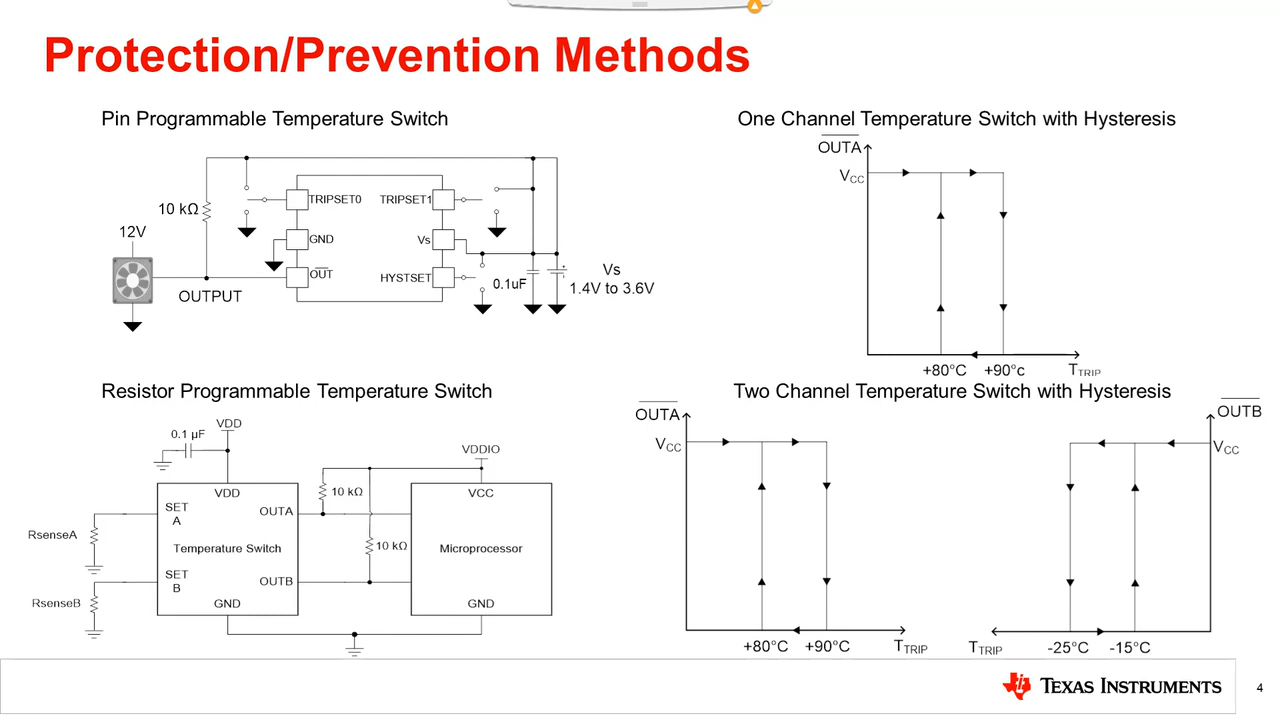 Protection/Prevention Methods
Pin Programmable Temperature Switch
10 kΩ
12V
OUTPUT
TRIPSET0
TRIPSET1
GND
Vs
OUT
HYSTSET
0.1uF
Vs
1.4V to 3.6V
One Channel Temperature Switch with Hysteresis
OUTA
VCC
+80°C
+90°c
TTRIP
Resistor Programmable Temperature Switch
VDD
0.1 µF
VDDIO
VDD
VCC
SET
A
OUTA
10 kΩ
RsenseA
Temperature Switch
10 kΩ
Microprocessor
SET
B
OUTB
RsenseB
GND
GND
Two Channel Temperature Switch with Hysteresis
OUTA
VCC
+80°C
+90°C
TTRIP
OUTB
VCC
TTRIP
-25°C
-15°C
TEXAS INSTRUMENTS
4